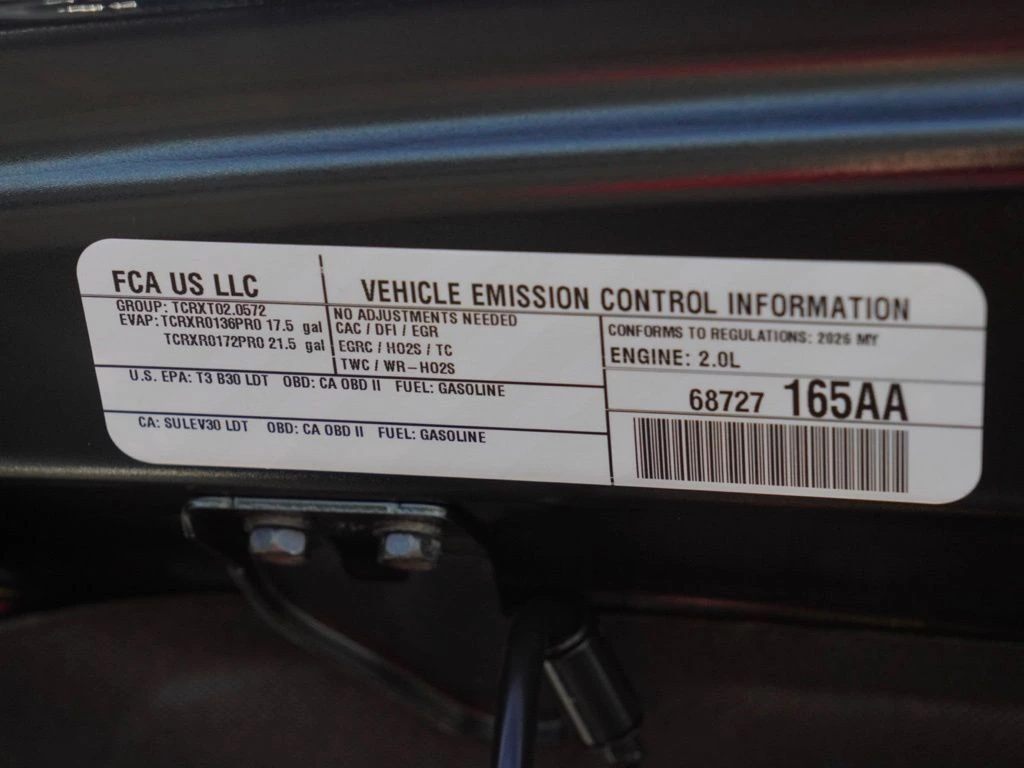 FCA US LLC
VEHICLE EMISSION CONTROL INFORMATION
GROUP: TCRXT02.0572
EVAP: TCRXR0136PR0 17.5 gal
TCRXR0172PR0 21.5 gal
NO ADJUSTMENTS NEEDED
CAC / DFI / EGR
EGRC / HO2S / TC
TWC / WR-HO2S
CONFORMS TO REGULATIONS: 2026 MY
ENGINE: 2.0L
U.S. EPA: T3 B30 LDT OBD: CA OBD II FUEL: GASOLINE
68727 165AA
CA: SULEV30 LDT OBD: CA OBD II FUEL: GASOLINE